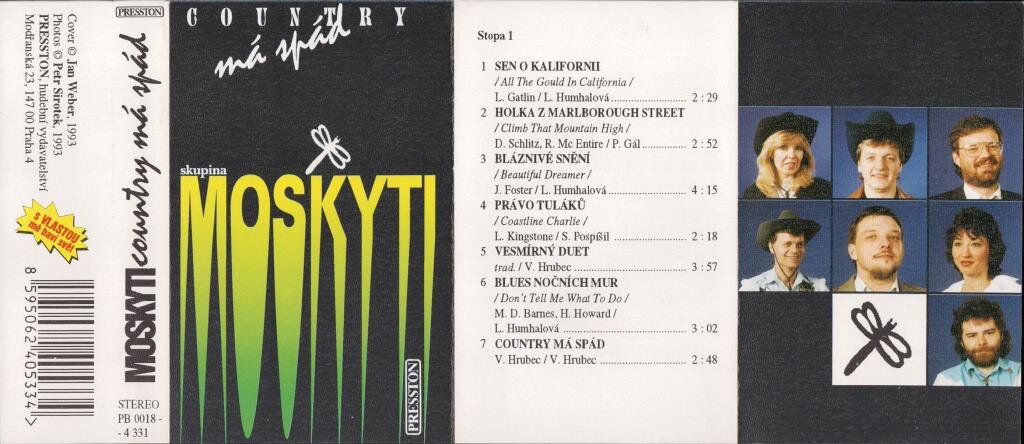 Cover © Jan Weber, 1993
Photos © Petr Sirotek, 1993
PRESSTON, hudební vydavatelství
Modřanská 23, 147 00 Praha 4
S VLASTOU
mě baví svět
8 595062 405334 >
PRESSTON
MOSKYTI country má spád
STEREO
PB 0018 -
- 4 331
COUNTRY
má spád
skupina
MOSKYTI
PRESSTON
Stopa 1
1 SEN O KALIFORNII
/ All The Gould In California /
L. Gatlin / L. Humhalová ........................ 2 : 29
2 HOLKA Z MARLBOROUGH STREET
/ Climb That Mountain High /
D. Schlitz, R. Mc Entire / P. Gál ............... 2 : 52
3 BLÁZNIVÉ SNĚNÍ
/ Beautiful Dreamer /
J. Foster / L. Humhalová ........................ 4 : 15
4 PRÁVO TULÁKŮ
/ Coastline Charlie /
L. Kingstone / S. Pospíšil ...................... 2 : 18
5 VESMÍRNÝ DUET
trad. / V. Hrubec ............................... 3 : 57
6 BLUES NOČNÍCH MUR
/ Don't Tell Me What To Do /
M. D. Barnes, H. Howard /
L. Humhalová .................................... 3 : 02
7 COUNTRY MÁ SPÁD
V. Hrubec / V. Hrubec ........................... 2 : 48